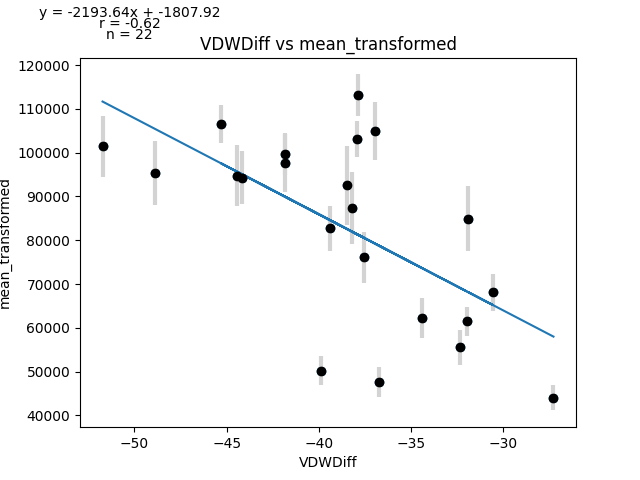 y = -2193.64x + -1807.92
r = -0.62
n = 22
VDWDiff vs mean_transformed
120000
110000
100000
90000
80000
70000
60000
50000
40000
mean_transformed
−50
−45
−40
−35
−30
VDWDiff